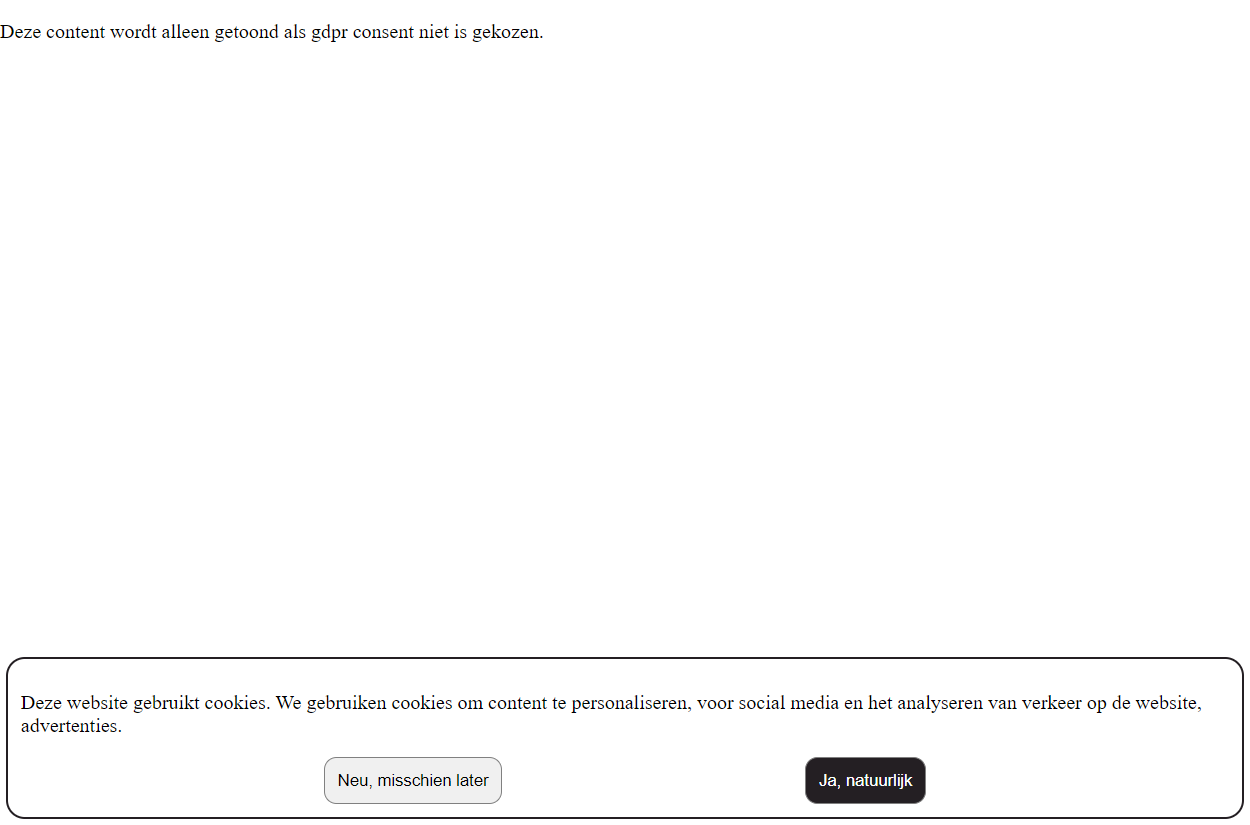 Deze content wordt alleen getoond als gdpr consent niet is gekozen.
Deze website gebruikt cookies. We gebruiken cookies om content te personaliseren, voor social media en het analyseren van verkeer op de website,
advertenties.
Neu, misschien later
Ja, natuurlijk